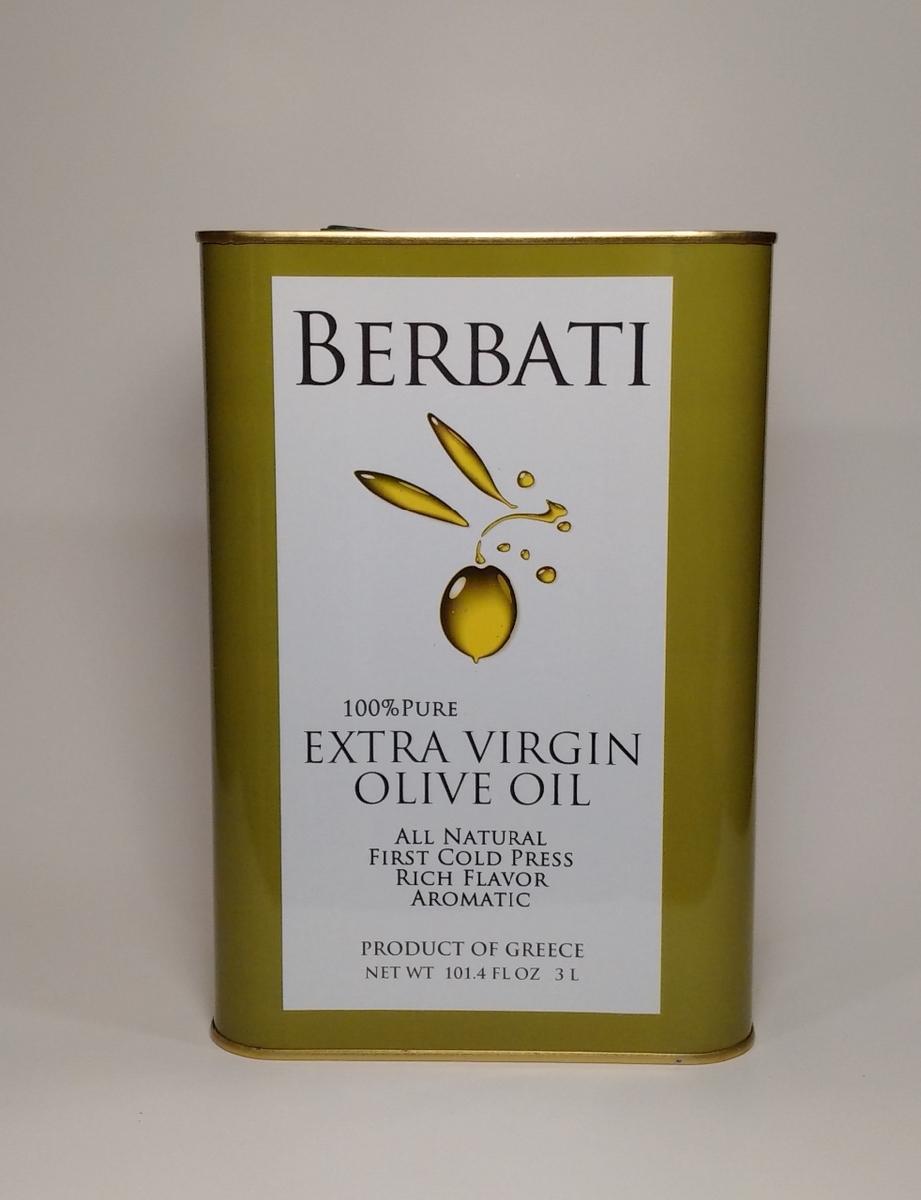 BERBATI
100%PURE
EXTRA VIRGIN
OLIVE OIL
ALL NATURAL
FIRST COLD PRESS
RICH FLAVOR
AROMATIC
PRODUCT OF GREECE
NET WT 101.4 FL OZ 3 L